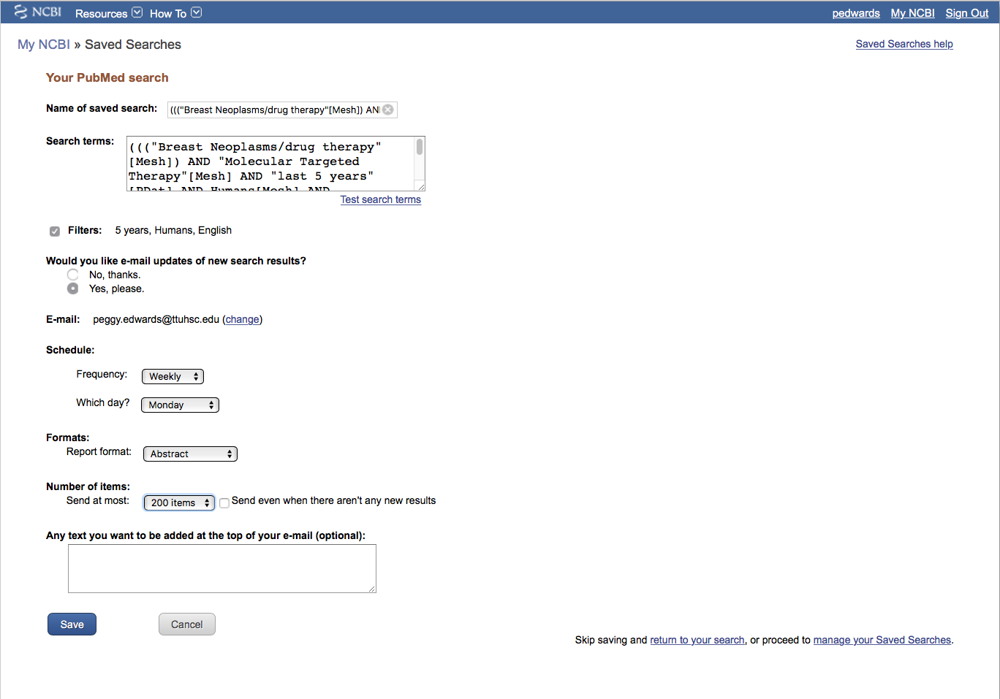 NCBI Resources How To pedwards My NCBI Sign Out
My NCBI » Saved Searches Saved Searches help
Your PubMed search
Name of saved search: ((("Breast Neoplasms/drug therapy"[Mesh]) AN
Search terms: ((("Breast Neoplasms/drug therapy"
[Mesh]) AND "Molecular Targeted
Therapy"[Mesh] AND "last 5 years"
[PDat] AND Humans[Mesh] AND
Test search terms
Filters: 5 years, Humans, English
Would you like e-mail updates of new search results?
No, thanks.
Yes, please.
E-mail: peggy.edwards@ttuhsc.edu (change)
Schedule:
Frequency: Weekly
Which day? Monday
Formats:
Report format: Abstract
Number of items:
Send at most: 200 items Send even when there aren't any new results
Any text you want to be added at the top of your e-mail (optional):
Save Cancel
Skip saving and return to your search, or proceed to manage your Saved Searches.